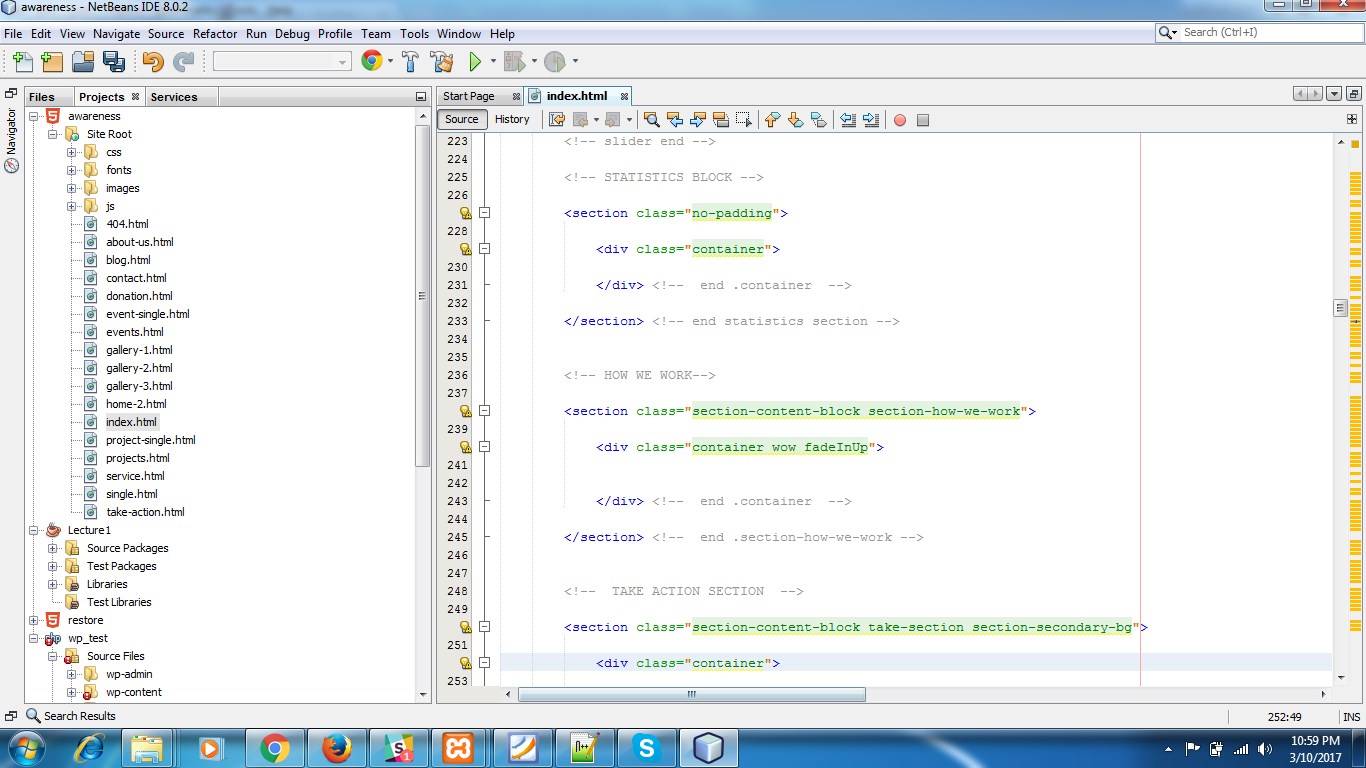 awareness - NetBeans IDE 8.0.2
File Edit View Navigate Source Refactor Run Debug Profile Team Tools Window Help
Search (Ctrl+I)
Navigator
Files Projects Services
awareness
Site Root
css
fonts
images
js
404.html
about-us.html
blog.html
contact.html
donation.html
event-single.html
events.html
gallery-1.html
gallery-2.html
gallery-3.html
home-2.html
index.html
project-single.html
projects.html
service.html
single.html
take-action.html
Lecture1
Source Packages
Test Packages
Libraries
Test Libraries
restore
wp_test
Source Files
wp-admin
wp-content
Start Page index.html
Source History
223 <!-- slider end -->
224
225 <!-- STATISTICS BLOCK -->
226
<section class="no-padding">
228
<div class="container">
230
231 </div> <!--  end .container  -->
232
233 </section> <!-- end statistics section -->
234
235
236 <!-- HOW WE WORK-->
237
<section class="section-content-block section-how-we-work">
239
<div class="container wow fadeInUp">
241
242
243 </div> <!--  end .container  -->
244
245 </section> <!--  end .section-how-we-work -->
246
247
248 <!--  TAKE ACTION SECTION  -->
249
<section class="section-content-block take-section section-secondary-bg">
251
<div class="container">
253
Search Results
252:49 INS
10:59 PM
3/10/2017